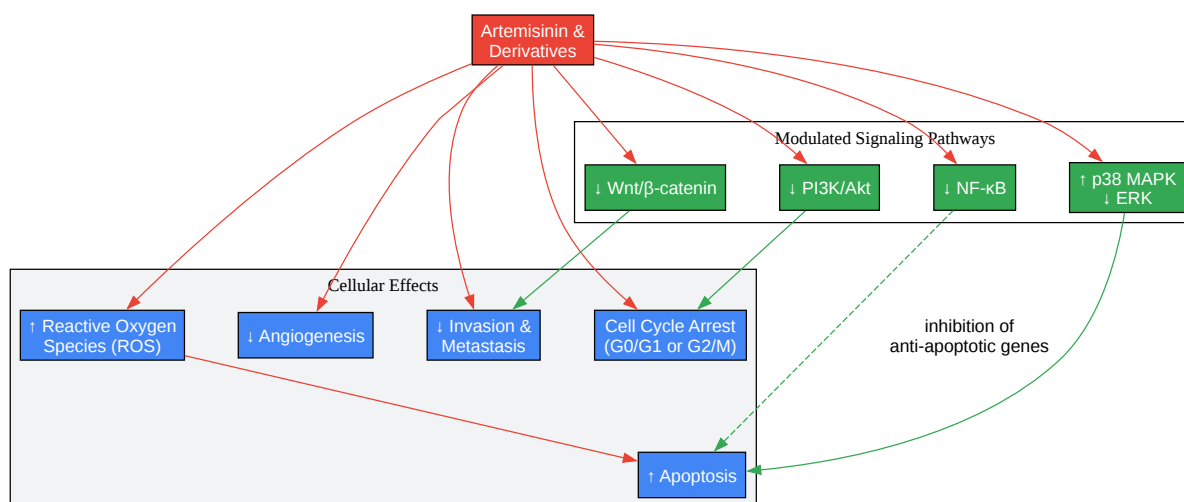 Artemisinin &
Derivatives
Modulated Signaling Pathways
↓ Wnt/β-catenin
↓ PI3K/Akt
↓ NF-κB
↑ p38 MAPK
↓ ERK
Cellular Effects
↑ Reactive Oxygen
Species (ROS)
↓ Angiogenesis
↓ Invasion &
Metastasis
Cell Cycle Arrest
(G0/G1 or G2/M)
inhibition of
anti-apoptotic genes
↑ Apoptosis